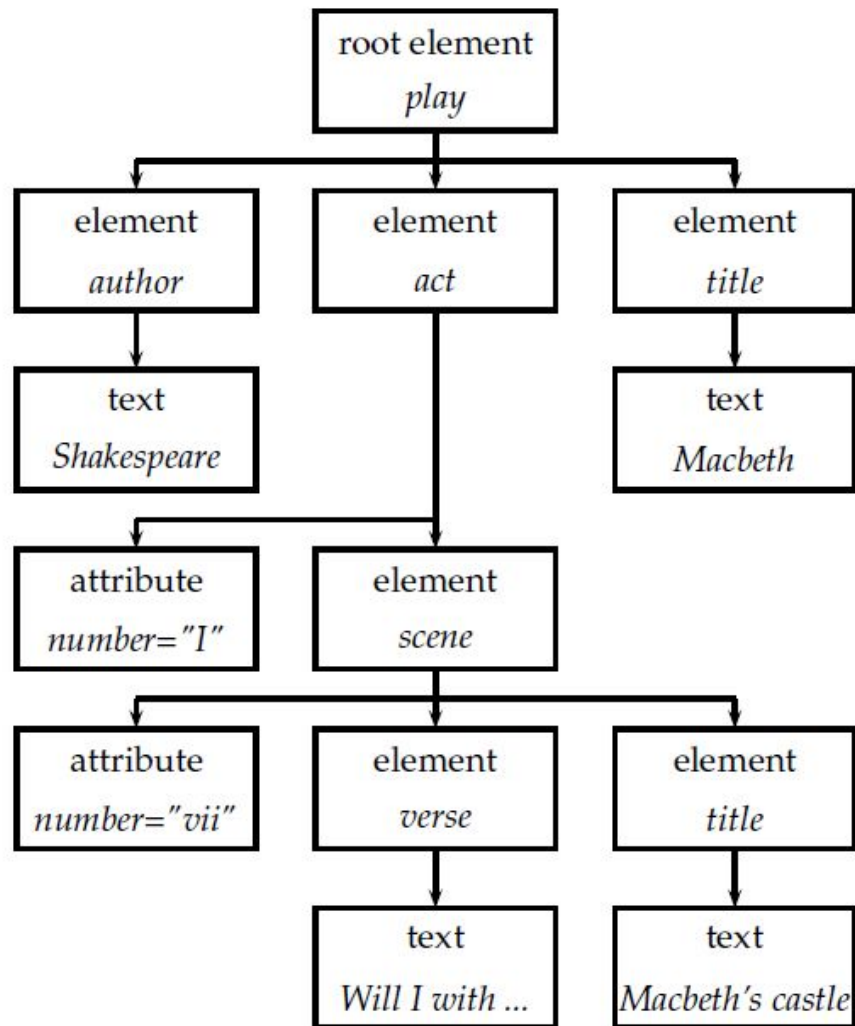 root element
play
element
author
element
act
element
title
text
Shakespeare
text
Macbeth
attribute
number="I"
element
scene
attribute
number="vii"
element
verse
element
title
text
Will I with ...
text
Macbeth's castle